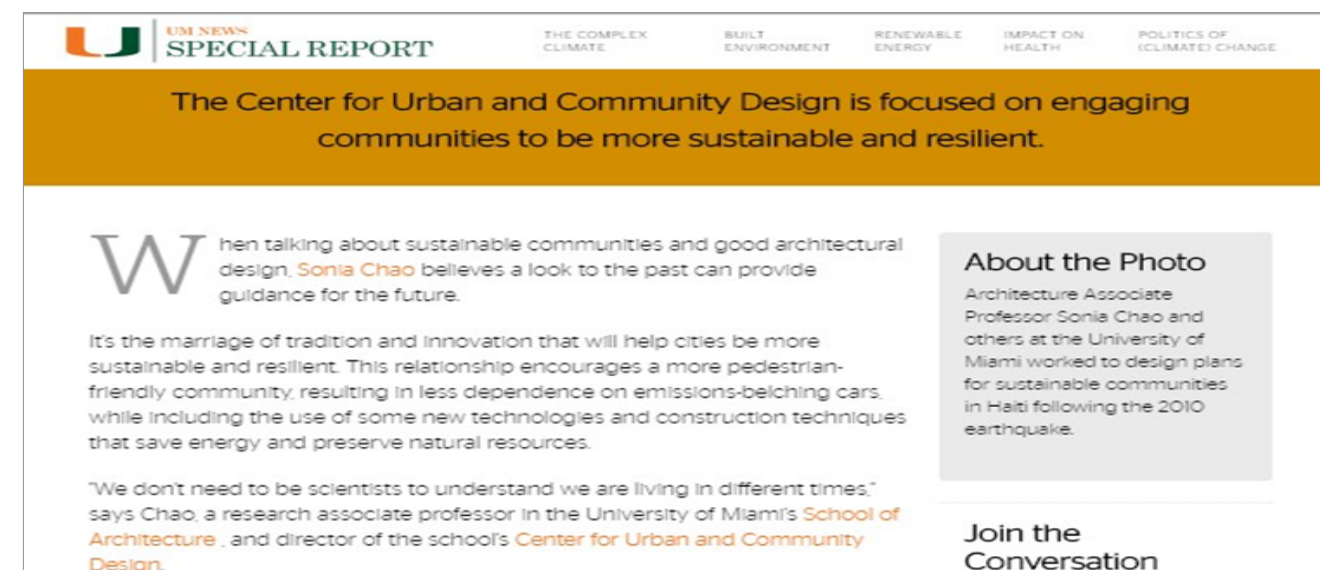 UM NEWS
SPECIAL REPORT
THE COMPLEX
CLIMATE
BUILT
ENVIRONMENT
RENEWABLE
ENERGY
IMPACT ON
HEALTH
POLITICS OF
(CLIMATE) CHANGE
The Center for Urban and Community Design is focused on engaging
communities to be more sustainable and resilient.
When talking about sustainable communities and good architectural
design, Sonia Chao believes a look to the past can provide
guidance for the future.
It's the marriage of tradition and innovation that will help cities be more
sustainable and resilient. This relationship encourages a more pedestrian-
friendly community, resulting in less dependence on emissions-belching cars,
while including the use of some new technologies and construction techniques
that save energy and preserve natural resources.
"We don't need to be scientists to understand we are living in different times,"
says Chao, a research associate professor in the University of Miami's School of
Architecture , and director of the school's Center for Urban and Community
Design.
About the Photo
Architecture Associate
Professor Sonia Chao and
others at the University of
Miami worked to design plans
for sustainable communities
in Haiti following the 2010
earthquake.
Join the
Conversation